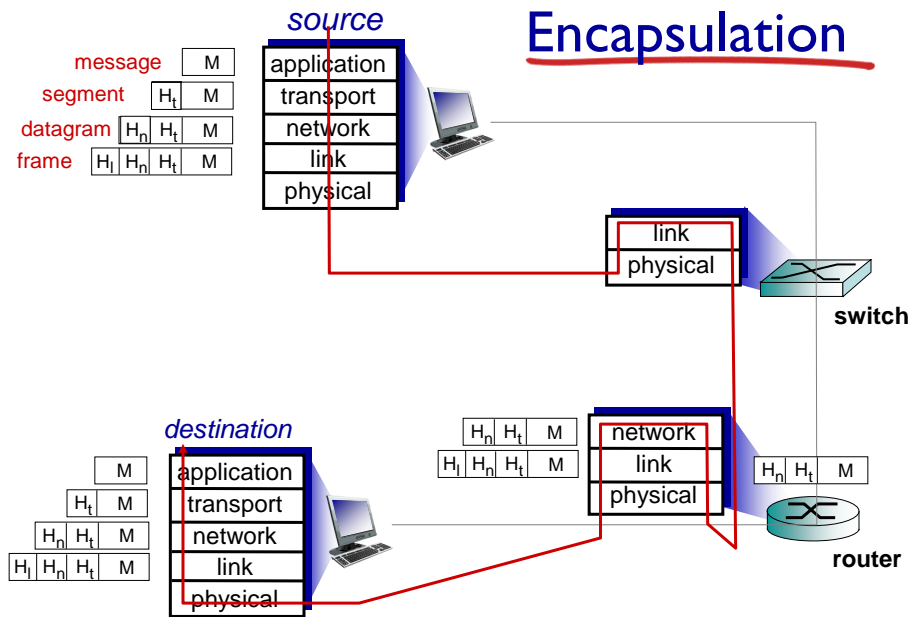 Encapsulation
source
message M application
segment Ht M transport
datagram Hn Ht M network
frame Hl Hn Ht M link
physical
link
physical
switch
destination
Hn Ht M network
Hl Hn Ht M link
physical
Hn Ht M
router
M application
Ht M transport
Hn Ht M network
Hl Hn Ht M link
physical